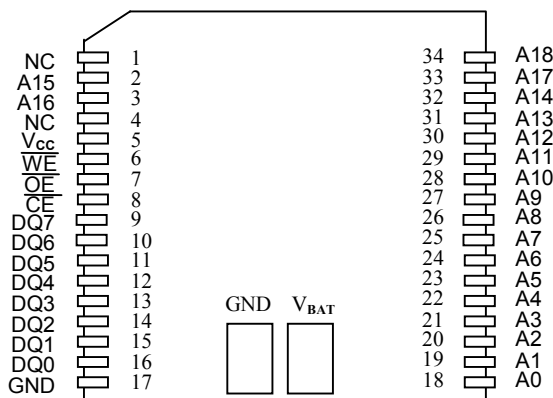 NC 1 34 A18
A15 2 33 A17
A16 3 32 A14
NC 4 31 A13
Vcc 5 30 A12
WE 6 29 A11
OE 7 28 A10
CE 8 27 A9
DQ7 9 26 A8
DQ6 10 25 A7
DQ5 11 24 A6
DQ4 12 23 A5
DQ3 13 22 A4
DQ2 14 21 A3
DQ1 15 20 A2
DQ0 16 19 A1
GND 17 18 A0
GND VBAT